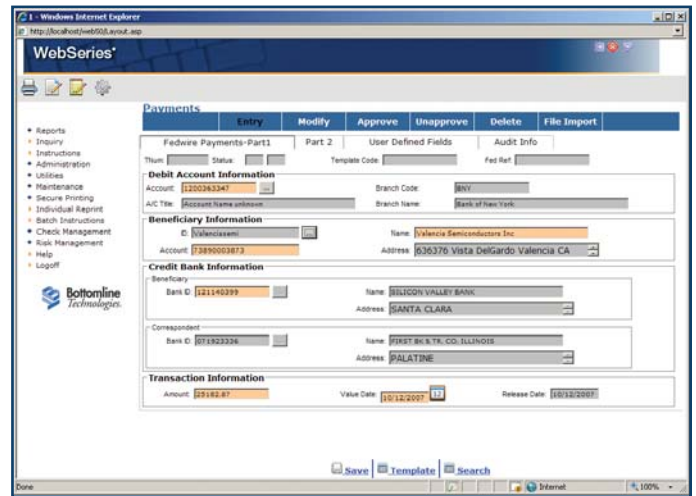 1 - Windows Internet Explorer
http://localhost/web50/Layout.asp
WebSeries
Payments
Entry Modify Approve Unapprove Delete File Import
Fedwire Payments-Part1 Part 2 User Defined Fields Audit Info
Tnum: Status: Template Code: Fed Ref:
Debit Account Information
Account: 1200363347 ... Branch Code: BNY
A/C Title: Account Name unknown Branch Name: Bank of New York
Beneficiary Information
ID: Valenciasemi ... Name: Valencia Semiconductors Inc
Account: 73890003873 Address: 636376 Vista DelGardo Valencia CA
Credit Bank Information
Beneficiary
Bank ID: 121140399 Name: SILICON VALLEY BANK
Address: SANTA CLARA
Correspondent
Bank ID: 071923336 Name: FIRST BK & TR. CO. ILLINOIS
Address: PALATINE
Transaction Information
Amount: 25182.67 Value Date: 10/12/2007 12 Release Date: 10/12/2007
Reports
Inquiry
Instructions
Administration
Utilities
Maintenance
Secure Printing
Individual Reprint
Batch Instructions
Check Management
Risk Management
Help
Logoff
Bottomline
Technologies
Save Template Search
Done Internet 100%